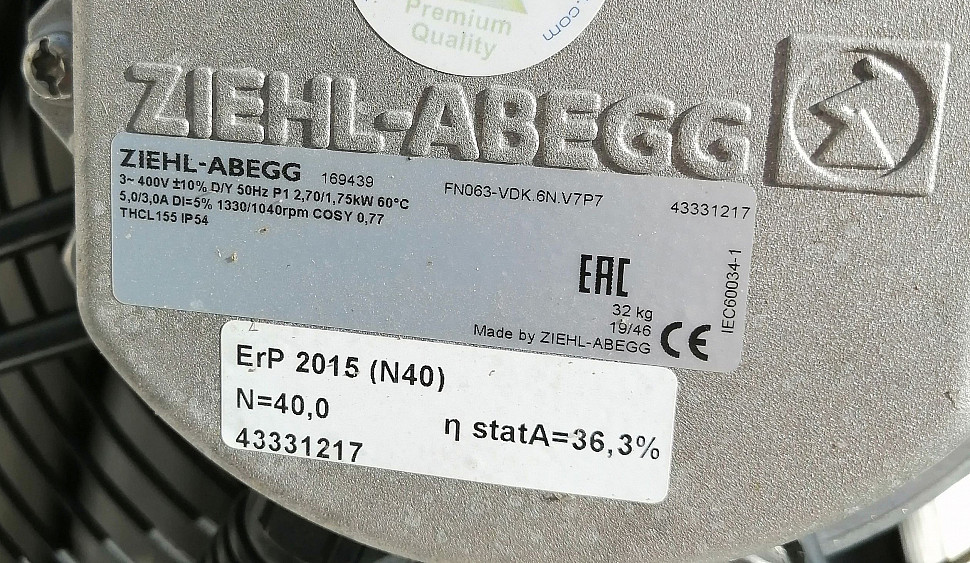 Premium
Quality
.com
ZIEHL-ABEGG
ZIEHL-ABEGG 169439 FN063-VDK.6N.V7P7 43331217
3~ 400V ±10% D/Y 50Hz P1 2,70/1,75kW 60°C
5,0/3,0A DI=5% 1330/1040rpm COSY 0,77
THCL155 IP54
EAC
32 kg
19/46
Made by ZIEHL-ABEGG CE
IEC60034-1
ErP 2015 (N40)
N=40,0
η statA=36,3%
43331217